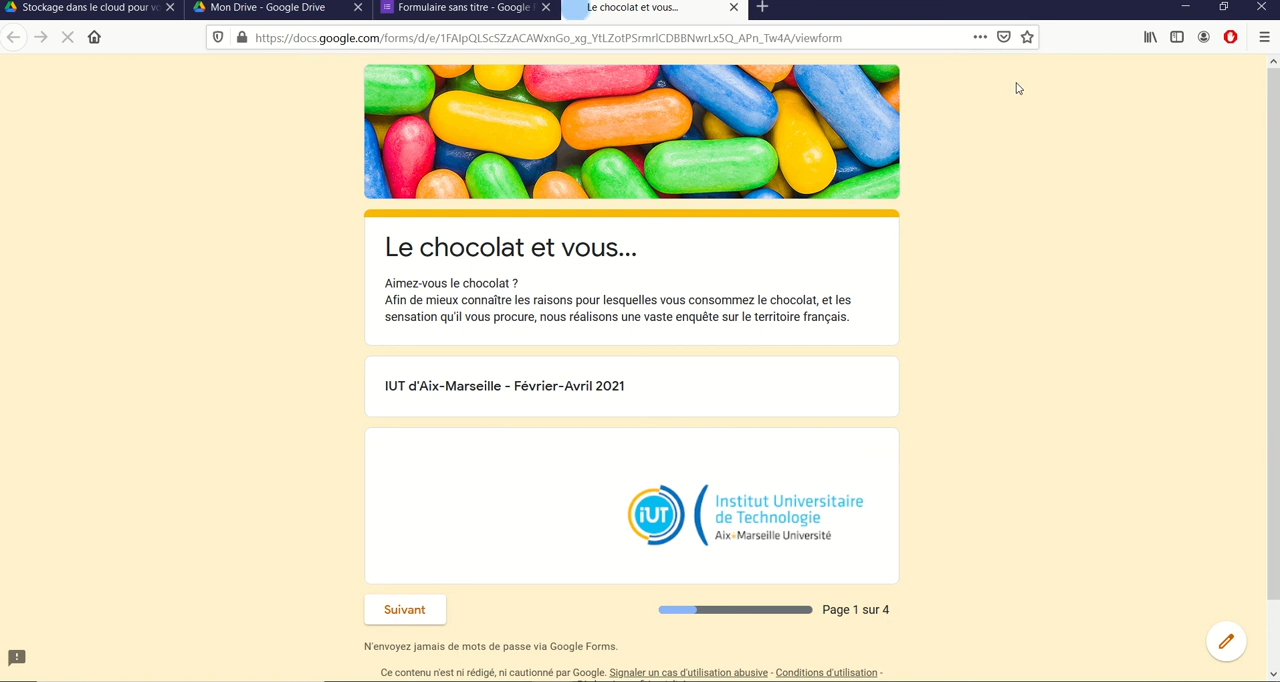 Stockage dans le cloud pour vo
Mon Drive - Google Drive
Formulaire sans titre - Google F
Le chocolat et vous...
https://docs.google.com/forms/d/e/1FAIpQLScSZzACAWxnGo_xg_YtLZotPSrmrlCDBBNwrLx5Q_APn_Tw4A/viewform
Le chocolat et vous...
Aimez-vous le chocolat ?
Afin de mieux connaître les raisons pour lesquelles vous consommez le chocolat, et les
sensation qu'il vous procure, nous réalisons une vaste enquête sur le territoire français.
IUT d'Aix-Marseille - Février-Avril 2021
iUT
Institut Universitaire
de Technologie
Aix*Marseille Université
Suivant
Page 1 sur 4
N'envoyez jamais de mots de passe via Google Forms.
Ce contenu n'est ni rédigé, ni cautionné par Google. Signaler un cas d'utilisation abusive - Conditions d'utilisation -